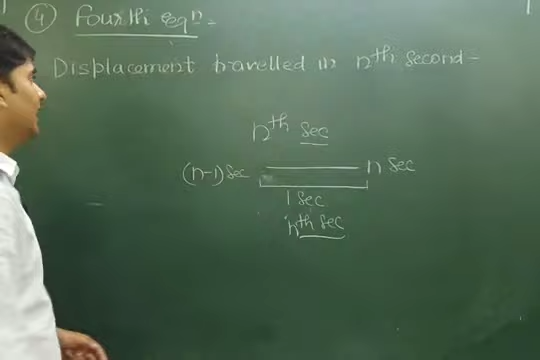 ④ Fourth eqⁿ -
Displacement travelled in nth second -
nth sec
(n-1) Sec n Sec
1 Sec
nth Sec